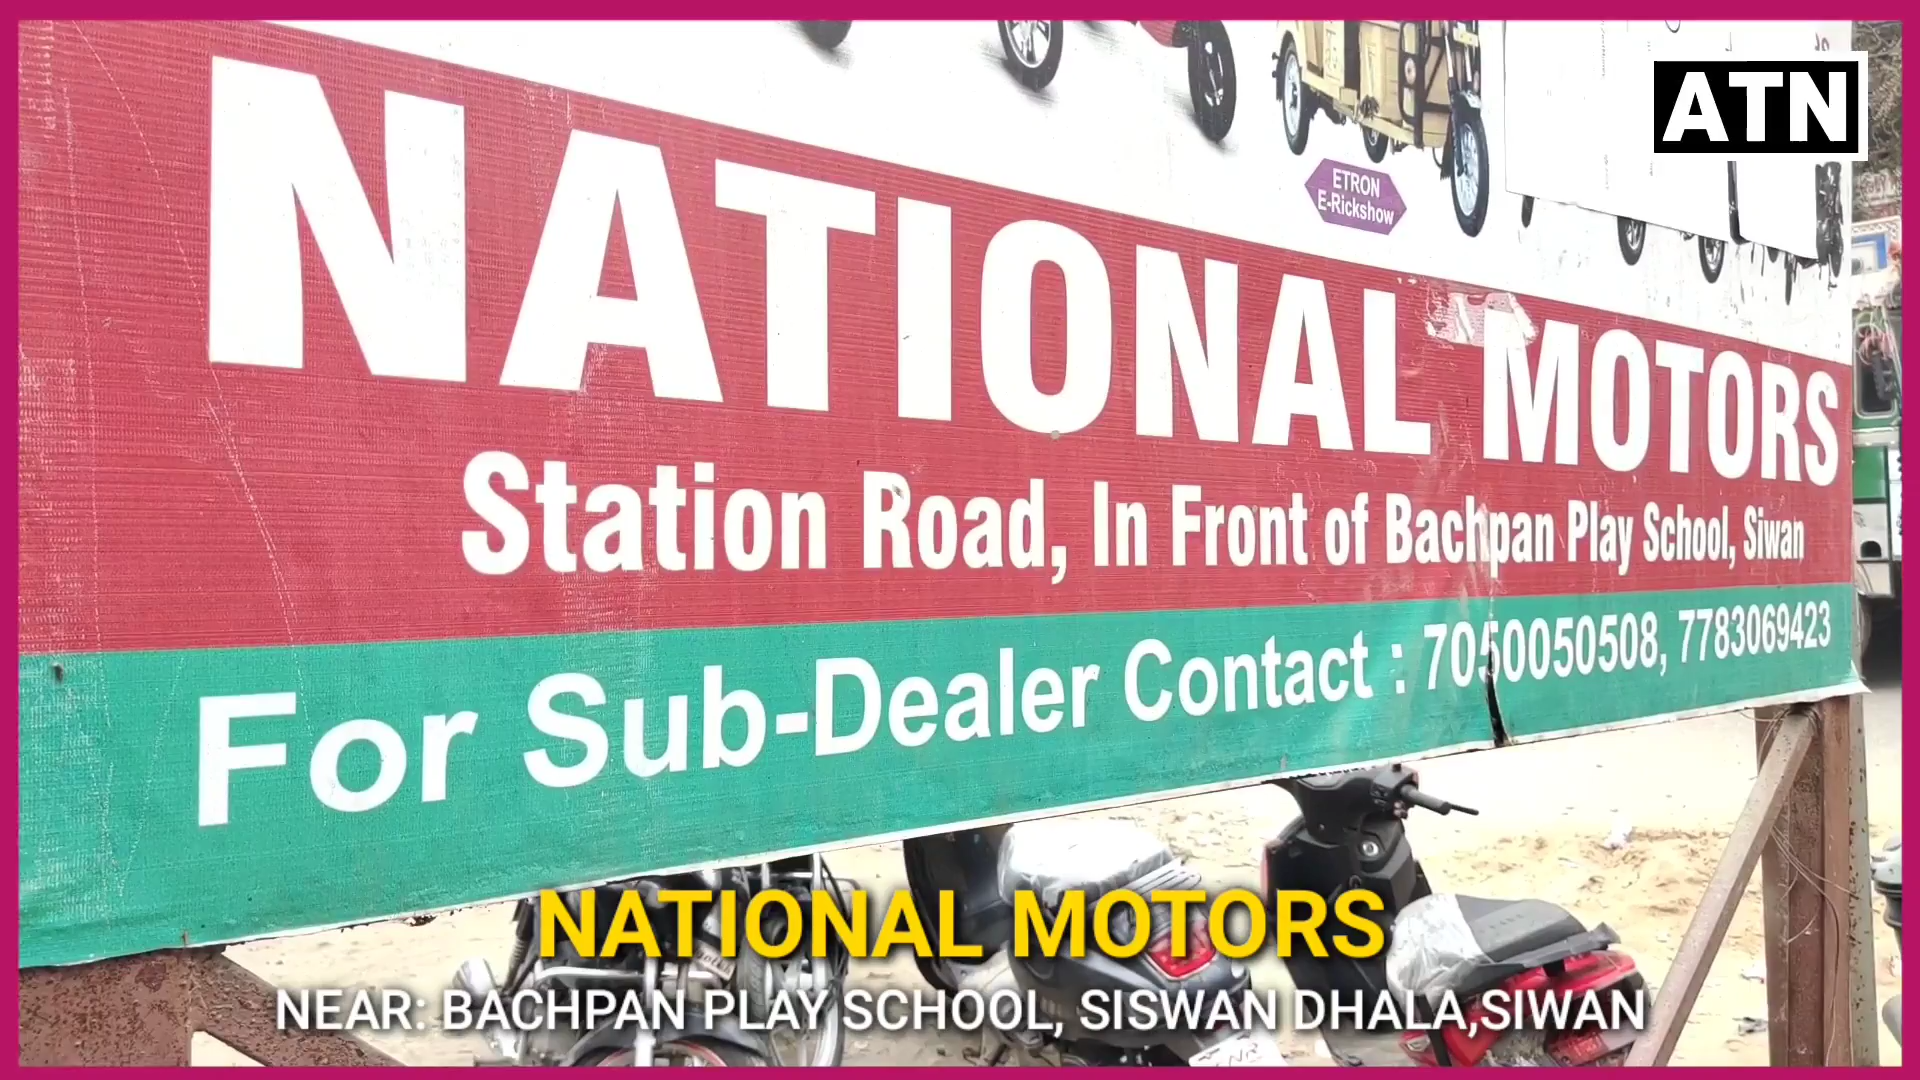 ATN
ETRON
E-Rickshow
NATIONAL MOTORS
Station Road, In Front of Bachpan Play School, Siwan
For Sub-Dealer Contact : 7050050508, 7783069423
NATIONAL MOTORS
NEAR: BACHPAN PLAY SCHOOL, SISWAN DHALA,SIWAN